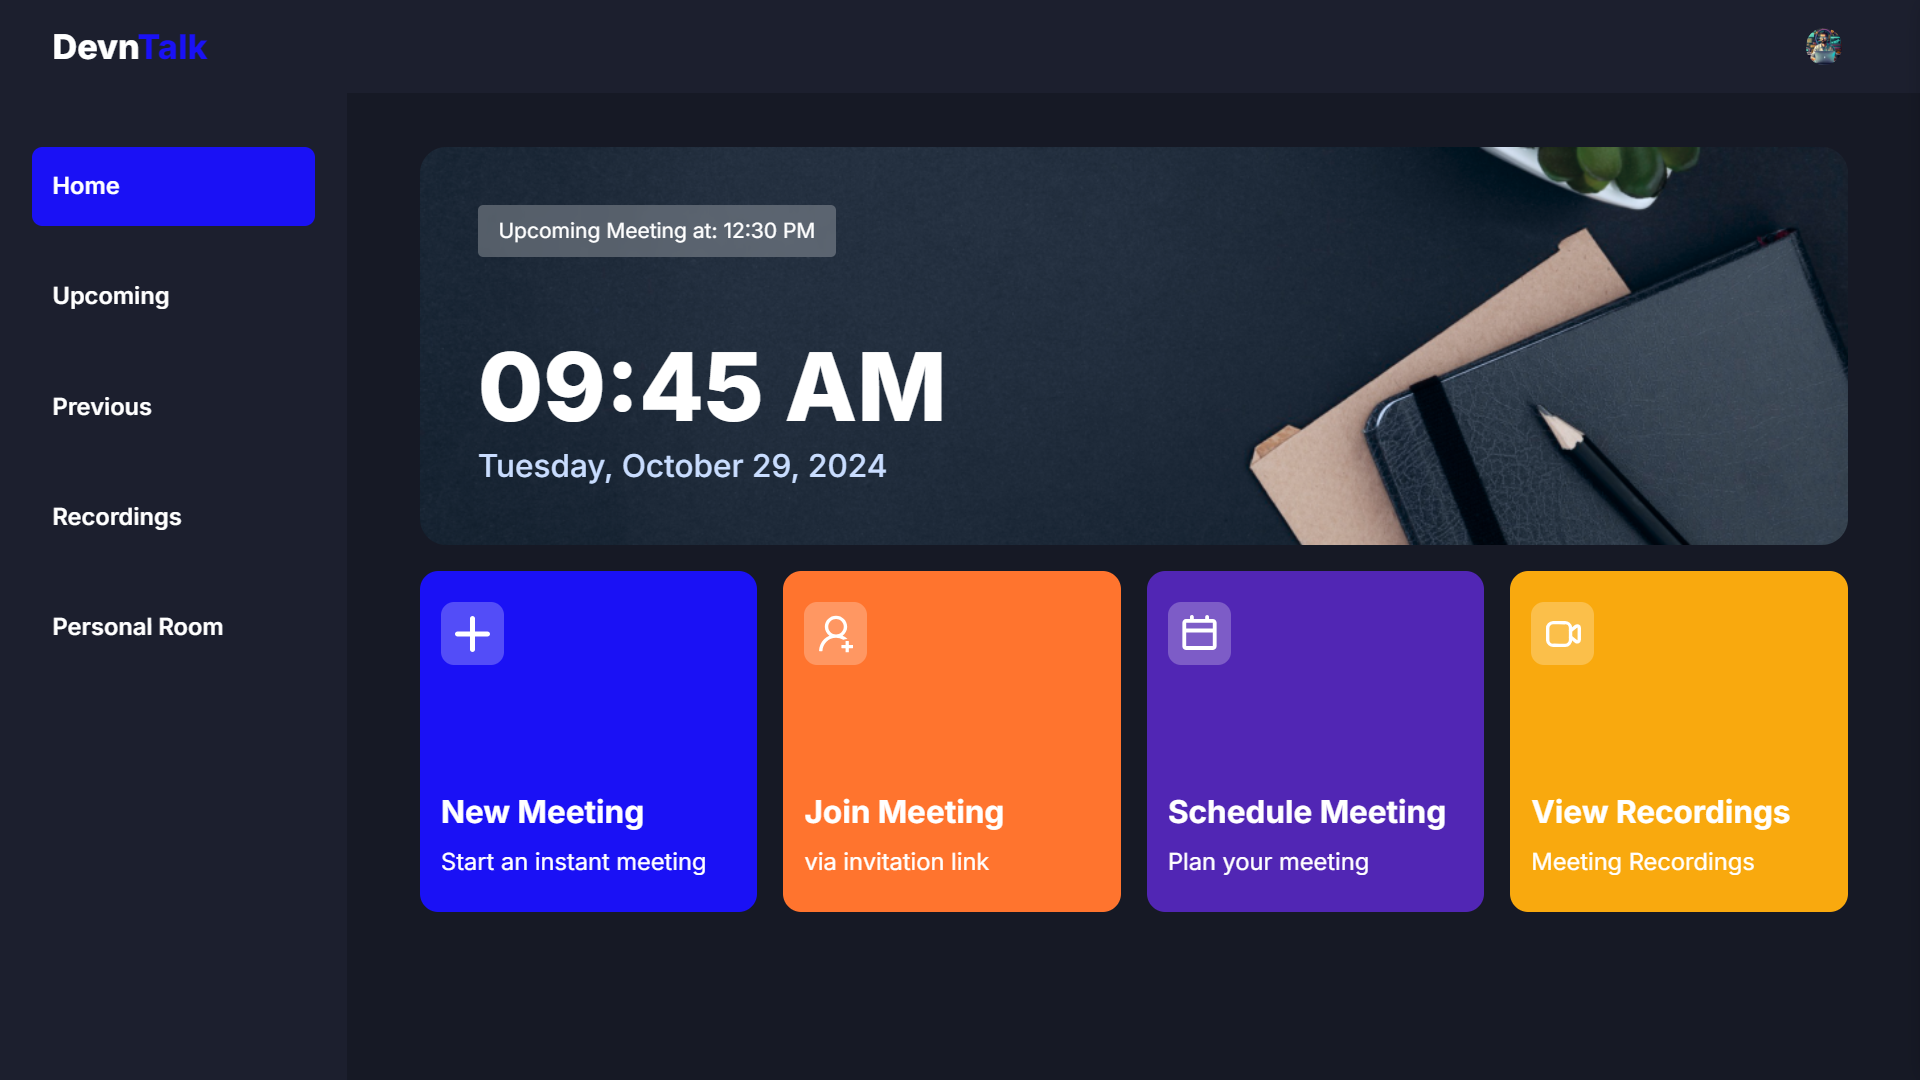 DevnTalk
Home
Upcoming
Previous
Recordings
Personal Room
Upcoming Meeting at: 12:30 PM
09:45 AM
Tuesday, October 29, 2024
New Meeting
Start an instant meeting
Join Meeting
via invitation link
Schedule Meeting
Plan your meeting
View Recordings
Meeting Recordings